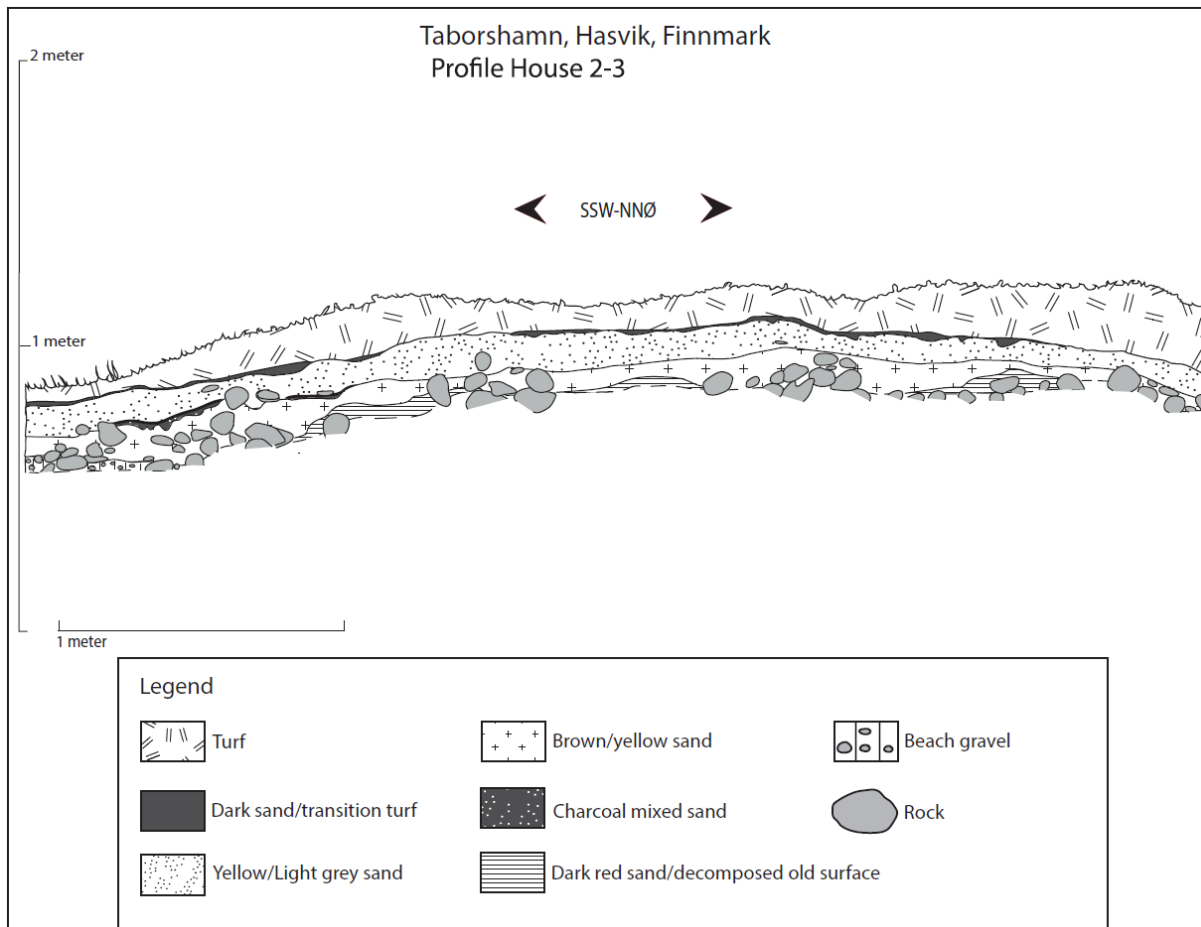 Taborshamn, Hasvik, Finnmark
Profile House 2-3
2 meter
SSW-NNØ
1 meter
1 meter
Legend
Turf
Brown/yellow sand
Beach gravel
Dark sand/transition turf
Charcoal mixed sand
Rock
Yellow/Light grey sand
Dark red sand/decomposed old surface